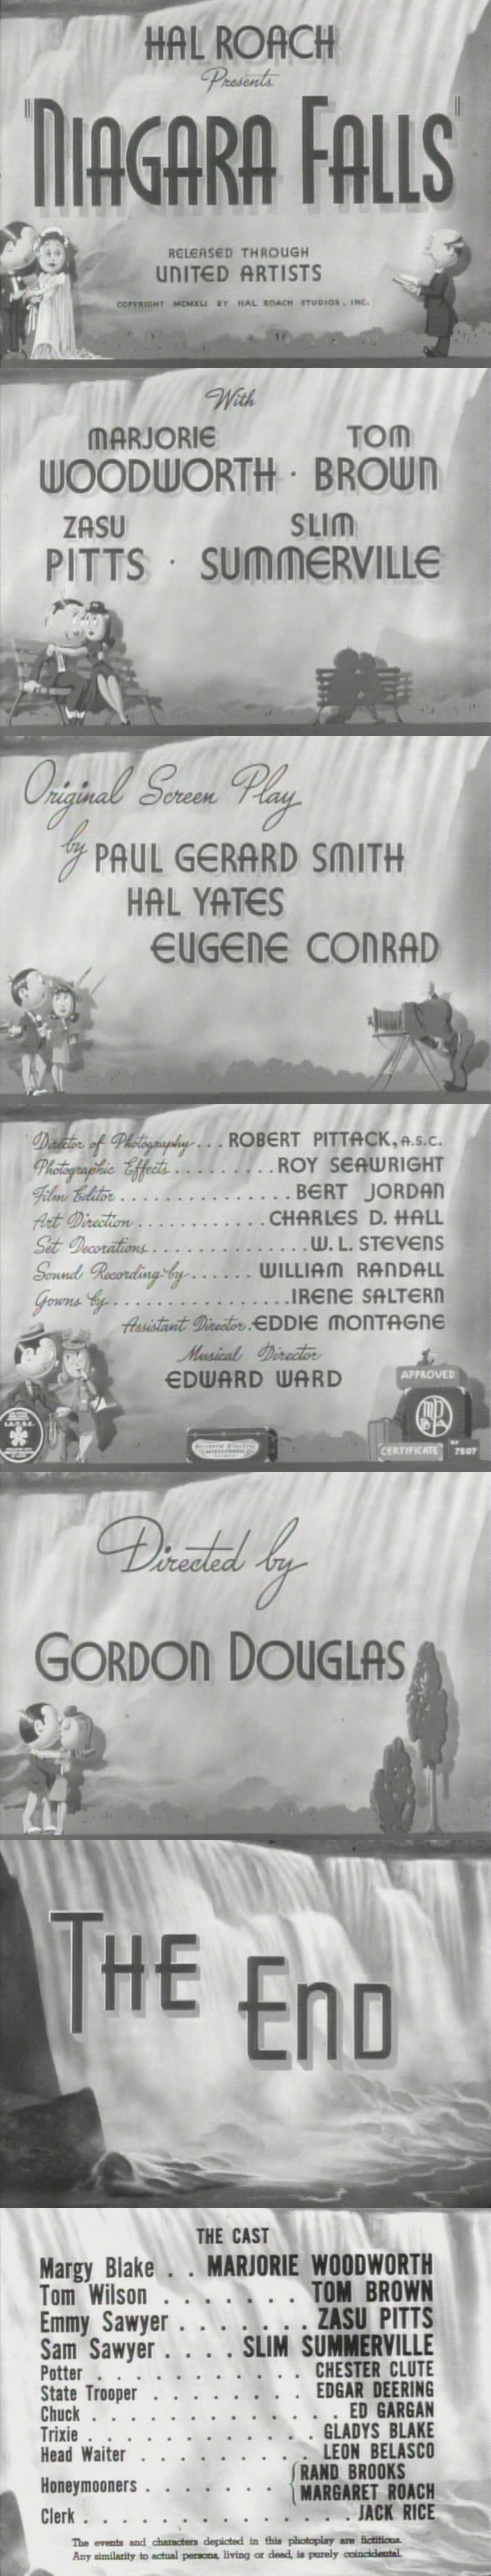 HAL ROACH
Presents
"NIAGARA FALLS"
RELEASED THROUGH
UNITED ARTISTS
COPYRIGHT MCMXLI BY HAL ROACH STUDIOS, INC.
With
MARJORIE TOM
WOODWORTH · BROWN
ZASU SLIM
PITTS · SUMMERVILLE
Original Screen Play
by PAUL GERARD SMITH
HAL YATES
EUGENE CONRAD
Director of Photography... ROBERT PITTACK, A.S.C.
Photographic Effects.........ROY SEAWRIGHT
Film Editor...............BERT JORDAN
Art Direction............CHARLES D. HALL
Set Decorations..............W. L. STEVENS
Sound Recording by...... WILLIAM RANDALL
Gowns by................IRENE SALTERN
Assistant Director.EDDIE MONTAGNE
Musical Director
EDWARD WARD
APPROVED
I.A.T.S.E.
Western Electric
MPDA
CERTIFICATE No 7507
Directed by
GORDON DOUGLAS
THE END
THE CAST
Margy Blake . . MARJORIE WOODWORTH
Tom Wilson . . . . . . . TOM BROWN
Emmy Sawyer . . . . . . . ZASU PITTS
Sam Sawyer . . . . SLIM SUMMERVILLE
Potter . . . . . . . . . . . CHESTER CLUTE
State Trooper . . . . . . . . EDGAR DEERING
Chuck . . . . . . . . . . . . . ED GARGAN
Trixie . . . . . . . . . . . GLADYS BLAKE
Head Waiter . . . . . . . . . LEON BELASCO
Honeymooners . . . . . . . { RAND BROOKS
MARGARET ROACH
Clerk . . . . . . . . . . . . . . JACK RICE
The events and characters depicted in this photoplay are fictitious.
Any similarity to actual persons, living or dead, is purely coincidental.